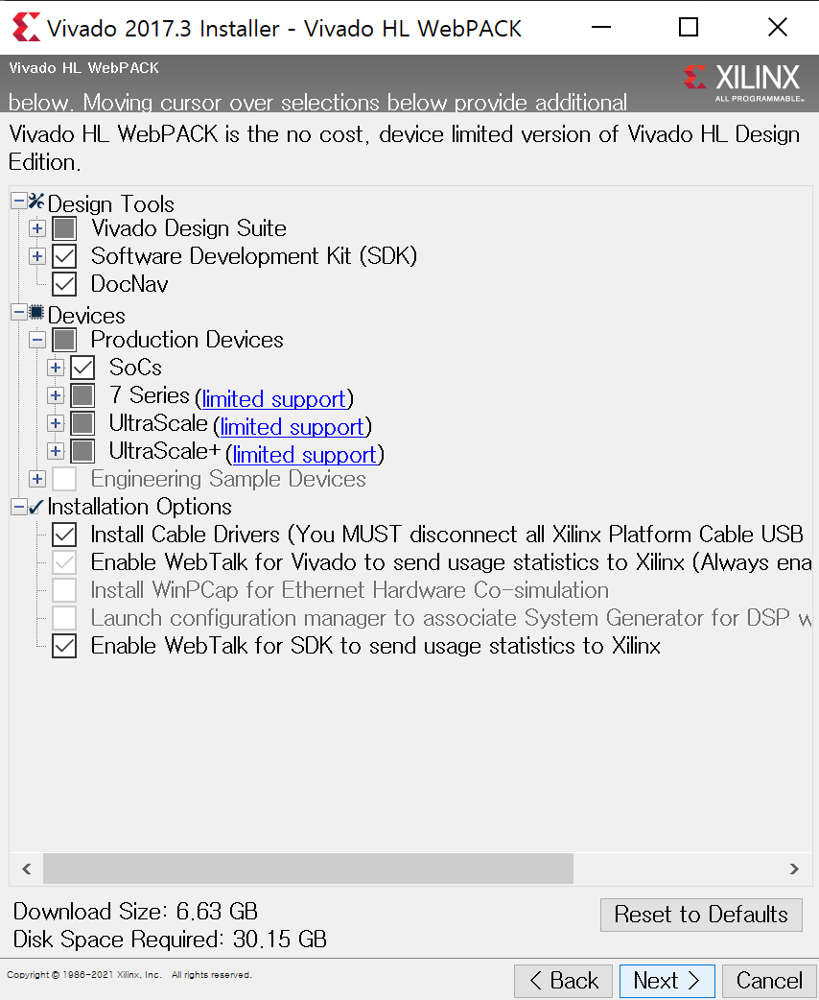 Vivado 2017.3 Installer - Vivado HL WebPACK
Vivado HL WebPACK
below. Moving cursor over selections below provide additional
XILINX
ALL PROGRAMMABLE™
Vivado HL WebPACK is the no cost, device limited version of Vivado HL Design
Edition.
Design Tools
Vivado Design Suite
Software Development Kit (SDK)
DocNav
Devices
Production Devices
SoCs
7 Series (limited support)
UltraScale (limited support)
UltraScale+ (limited support)
Engineering Sample Devices
Installation Options
Install Cable Drivers (You MUST disconnect all Xilinx Platform Cable USB
Enable WebTalk for Vivado to send usage statistics to Xilinx (Always ena
Install WinPCap for Ethernet Hardware Co-simulation
Launch configuration manager to associate System Generator for DSP w
Enable WebTalk for SDK to send usage statistics to Xilinx
Download Size: 6.63 GB
Disk Space Required: 30.15 GB
Reset to Defaults
Copyright © 1986-2021 Xilinx, Inc. All rights reserved.
< Back
Next >
Cancel